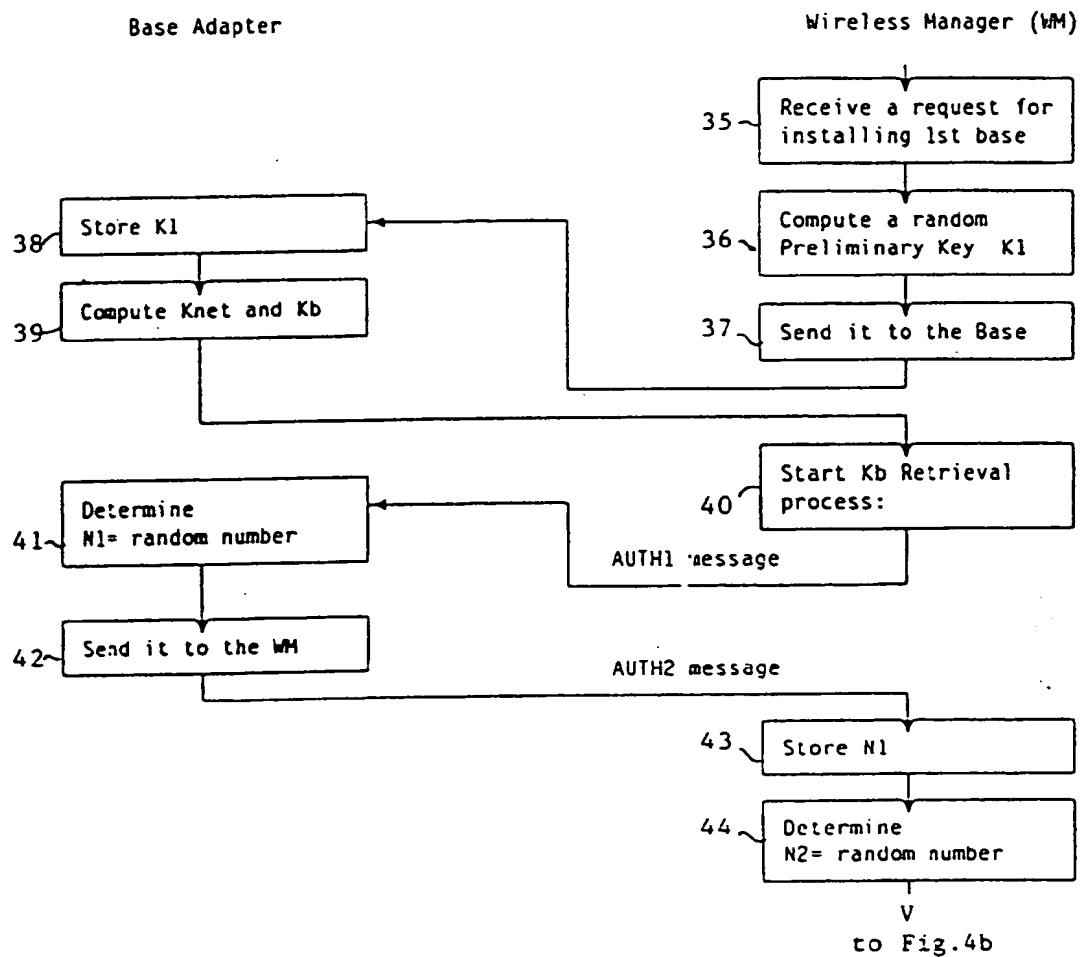 Base Adapter
Wireless Manager (WM)
35
Receive a request for
installing 1st base
36
Compute a random
Preliminary Key K1
37
Send it to the Base
38
Store K1
39
Compute Knet and Kb
40
Start Kb Retrieval
process:
AUTH1 message
41
Determine
N1= random number
42
Send it to the WM
AUTH2 message
43
Store N1
44
Determine
N2= random number
V
to Fig.4b